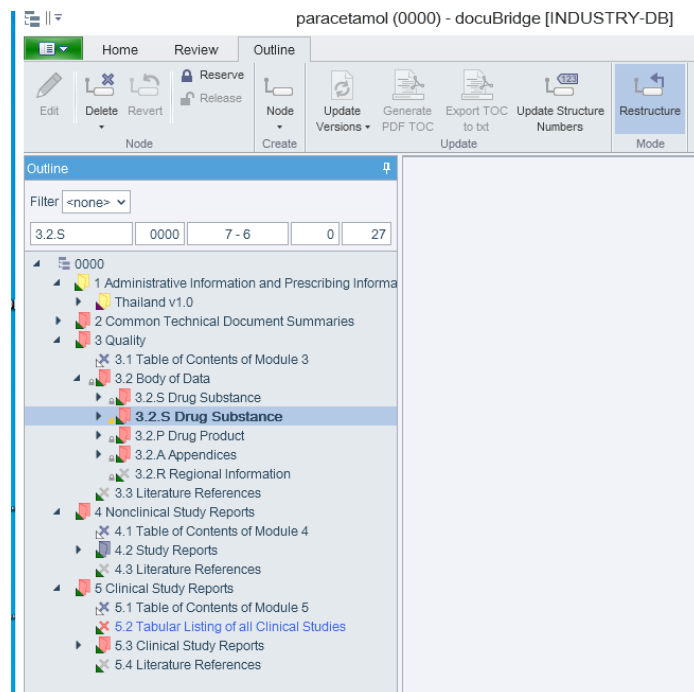 paracetamol (0000) - docuBridge [INDUSTRY-DB]
Home Review Outline
Edit Delete Revert Reserve Release Node Update Versions Generate PDF TOC Export TOC to txt Update Structure Numbers Restructure
Node Create Update Mode
Outline
Filter <none>
3.2.S 0000 7 - 6 0 27
0000
1 Administrative Information and Prescribing Informa
Thailand v1.0
2 Common Technical Document Summaries
3 Quality
3.1 Table of Contents of Module 3
3.2 Body of Data
3.2.S Drug Substance
3.2.S Drug Substance
3.2.P Drug Product
3.2.A Appendices
3.2.R Regional Information
3.3 Literature References
4 Nonclinical Study Reports
4.1 Table of Contents of Module 4
4.2 Study Reports
4.3 Literature References
5 Clinical Study Reports
5.1 Table of Contents of Module 5
5.2 Tabular Listing of all Clinical Studies
5.3 Clinical Study Reports
5.4 Literature References